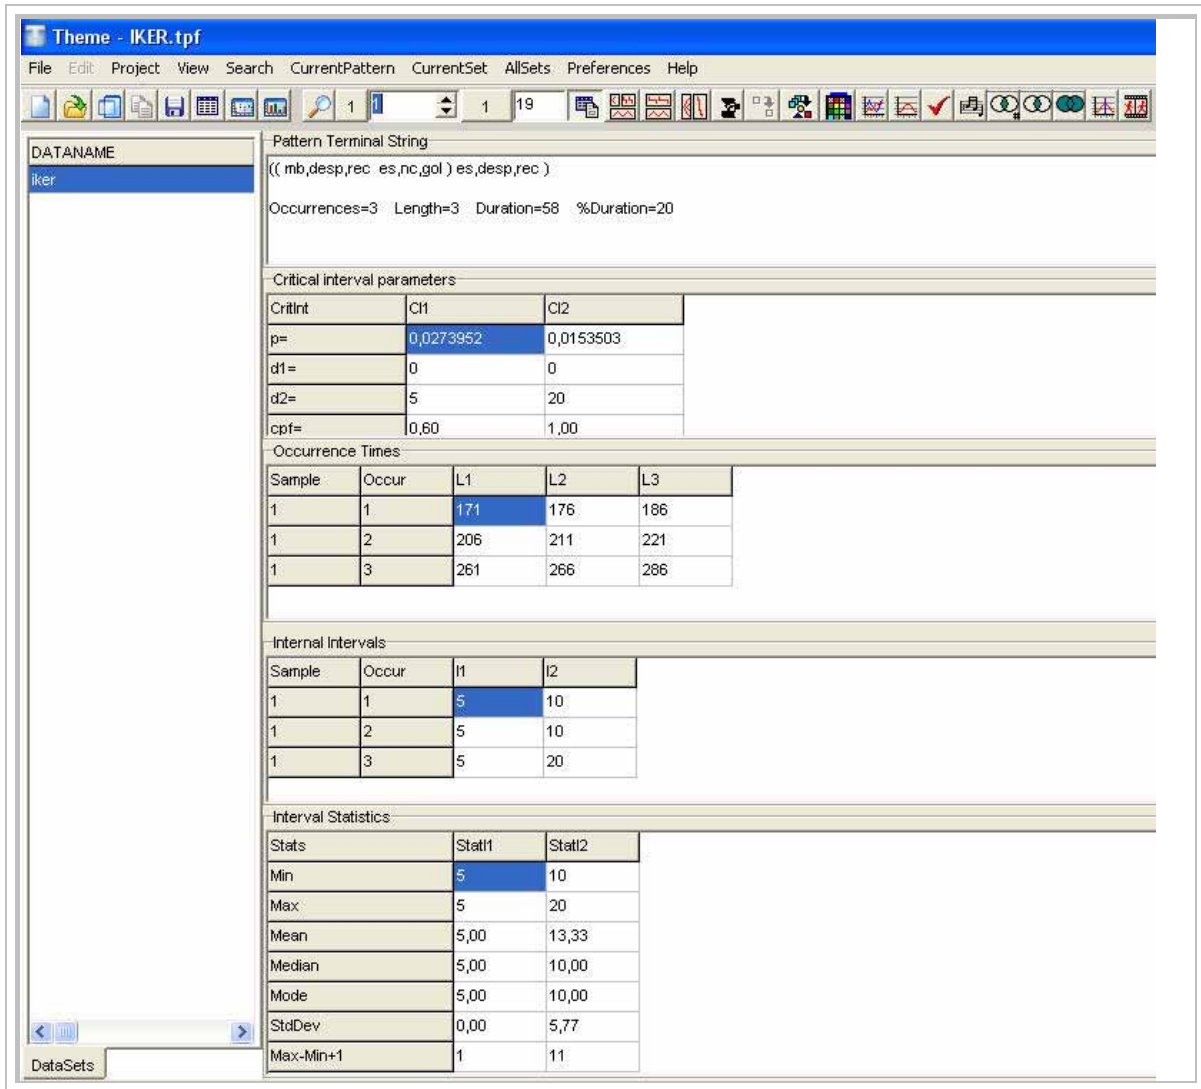 Theme - IKER.tpf
File Edit Project View Search CurrentPattern CurrentSet AllSets Preferences Help
1 1 1 19
DATANAME
iker
Pattern Terminal String
(( mb,desp,rec es,nc,gol ) es,desp,rec )
Occurrences=3 Length=3 Duration=58 %Duration=20
Critical interval parameters
CritInt CI1 CI2
p= 0,0273952 0,0153503
d1= 0 0
d2= 5 20
cpf= 0,60 1,00
Occurrence Times
Sample Occur L1 L2 L3
1 1 171 176 186
1 2 206 211 221
1 3 261 266 286
Internal Intervals
Sample Occur I1 I2
1 1 5 10
1 2 5 10
1 3 5 20
Interval Statistics
Stats StatI1 StatI2
Min 5 10
Max 5 20
Mean 5,00 13,33
Median 5,00 10,00
Mode 5,00 10,00
StdDev 0,00 5,77
Max-Min+1 1 11
DataSets